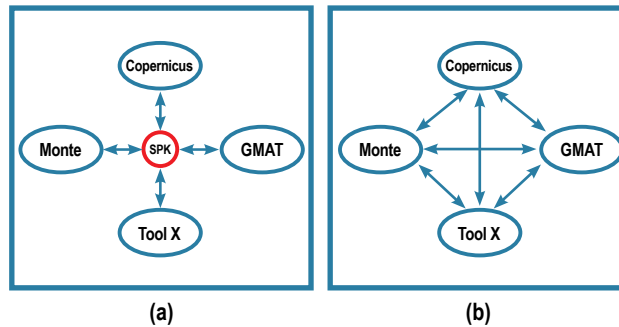 Copernicus
Monte
SPK
GMAT
Tool X
(a)
Copernicus
Monte
GMAT
Tool X
(b)